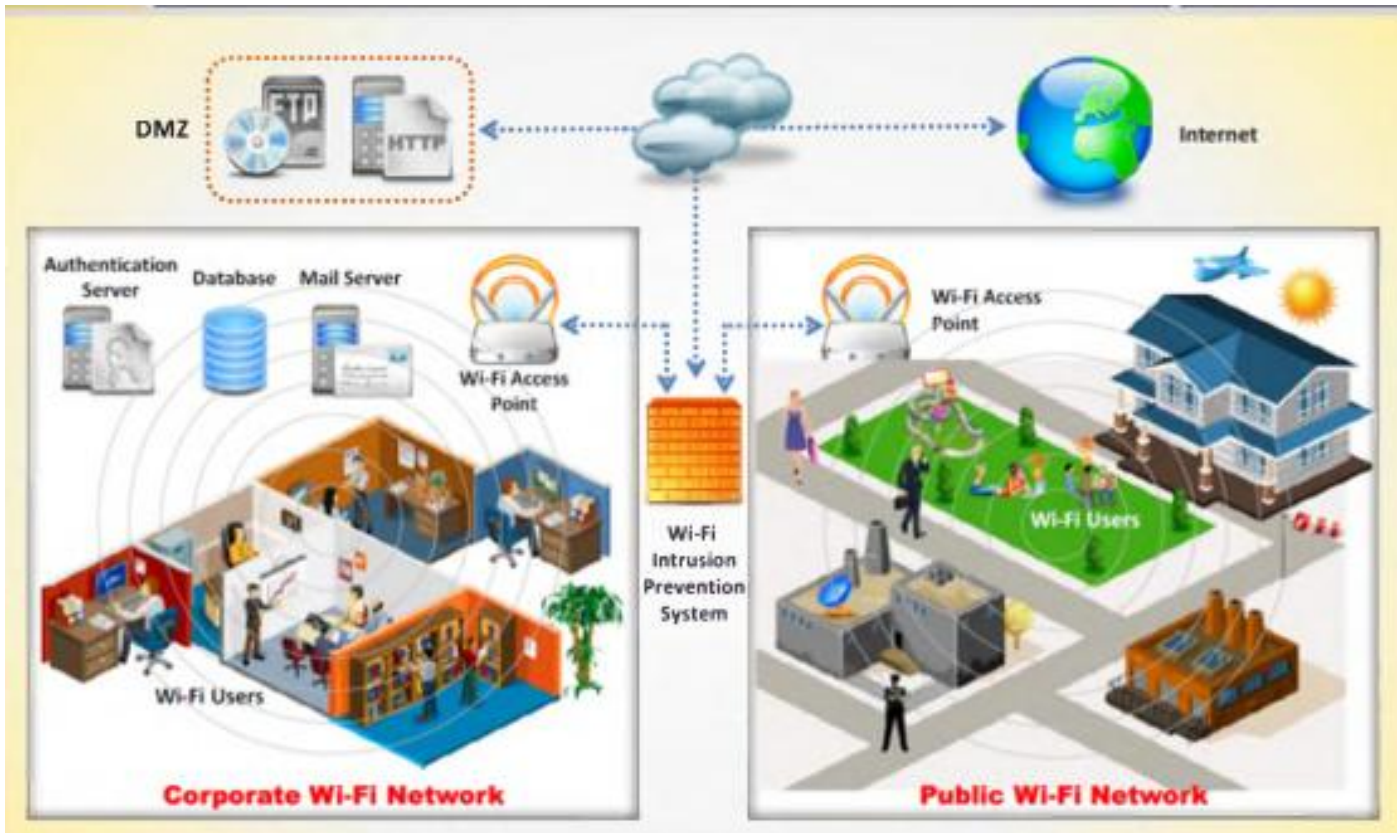 DMZ
FTP
HTTP
Internet
Authentication
Server
Database
Mail Server
Wi-Fi Access
Point
Wi-Fi Access
Point
Wi-Fi
Intrusion
Prevention
System
Wi-Fi Users
Wi-Fi Users
Corporate Wi-Fi Network
Public Wi-Fi Network